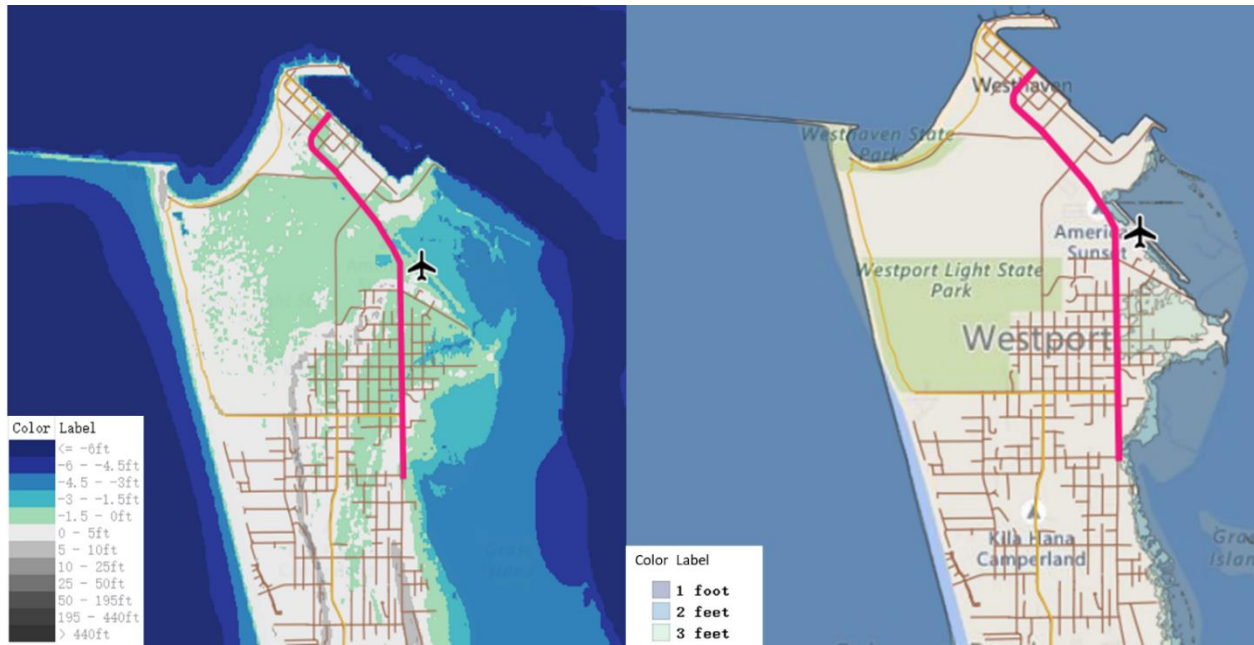 Color Label
<= -6ft
-6 - -4.5ft
-4.5 - -3ft
-3 - -1.5ft
-1.5 - 0ft
0 - 5ft
5 - 10ft
10 - 25ft
25 - 50ft
50 - 195ft
195 - 440ft
> 440ft
Westhaven
Westhaven State
Park
Sunset
Westport Light State
Park
Westport
Kila Hana
Camperland
Island
Color Label
1 foot
2 feet
3 feet